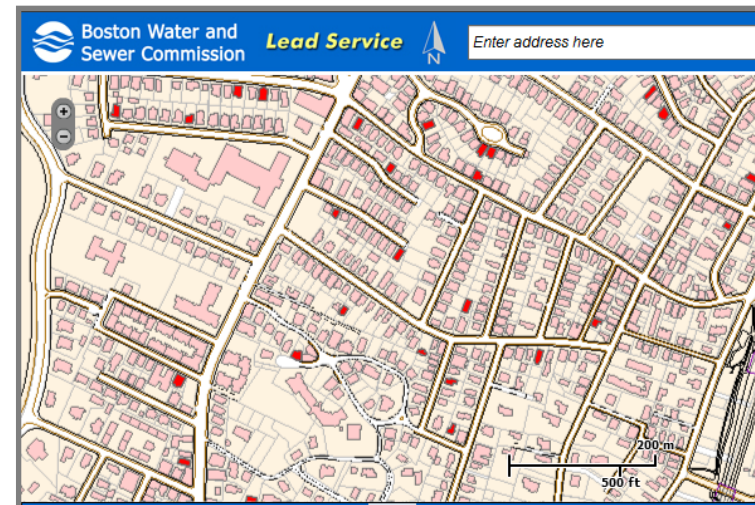 Boston Water and
Sewer Commission
Lead Service
N
Enter address here
+
−
200 m
500 ft